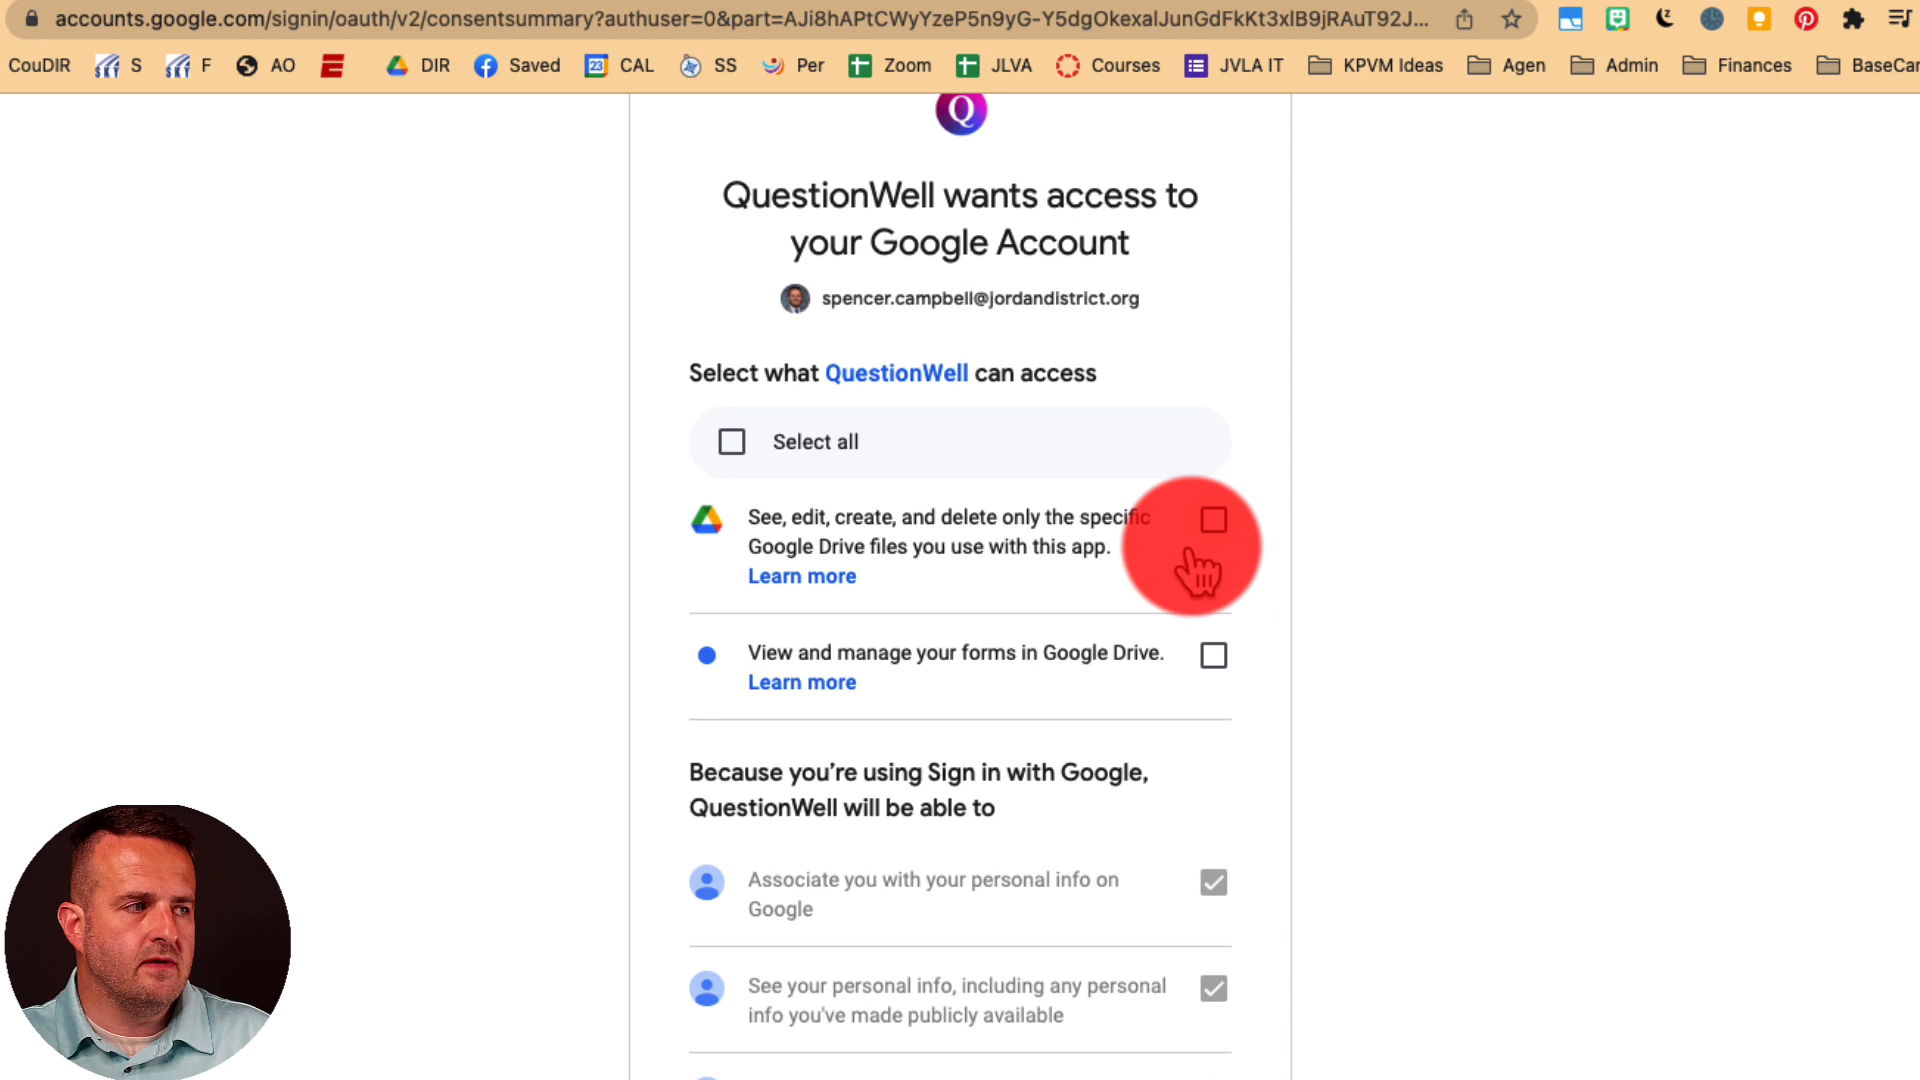 accounts.google.com/signin/oauth/v2/consentsummary?authuser=0&part=AJi8hAPtCWyYzeP5n9yG-Y5dgOkexalJunGdFkKt3xlB9jRAuT92J...
CouDIR S F AO DIR Saved 23 CAL SS Per Zoom JLVA Courses JVLA IT KPVM Ideas Agen Admin Finances BaseCar
Q
QuestionWell wants access to
your Google Account
spencer.campbell@jordandistrict.org
Select what QuestionWell can access
Select all
See, edit, create, and delete only the specific
Google Drive files you use with this app.
Learn more
View and manage your forms in Google Drive.
Learn more
Because you’re using Sign in with Google,
QuestionWell will be able to
Associate you with your personal info on
Google
See your personal info, including any personal
info you've made publicly available